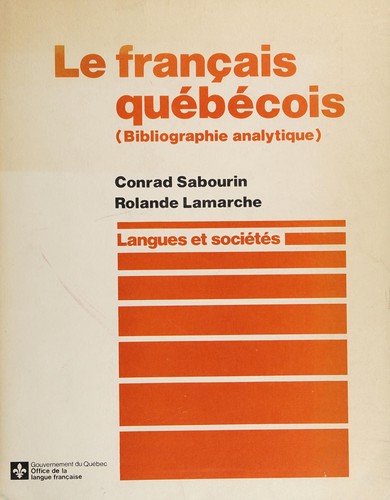 Le français
québécois
(Bibliographie analytique)
Conrad Sabourin
Rolande Lamarche
Langues et sociétés
Gouvernement du Québec
Office de la
langue française